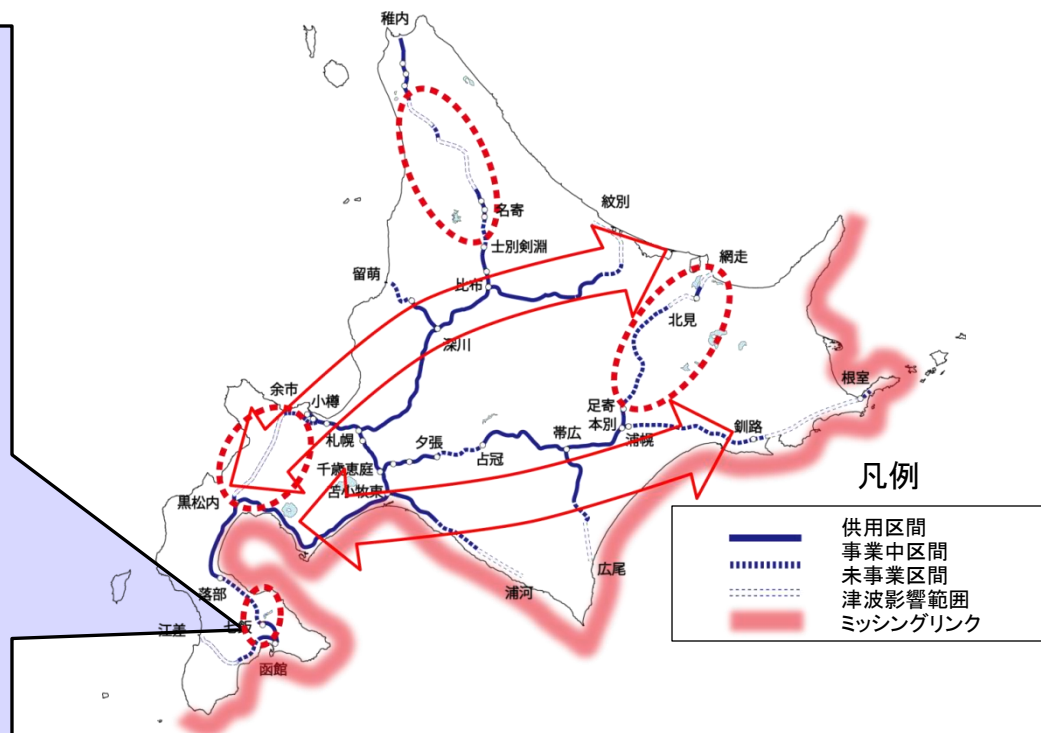 稚内
名寄
紋別
士別剣淵
網走
留萌
比布
北見
深川
余市
小樽
根室
足寄
札幌
本別
夕張
帯広
浦幌
釧路
占冠
千歳恵庭
苫小牧東
黒松内
凡例
供用区間
事業中区間
未事業区間
津波影響範囲
ミッシングリンク
広尾
浦河
落部
七飯
江差
函館